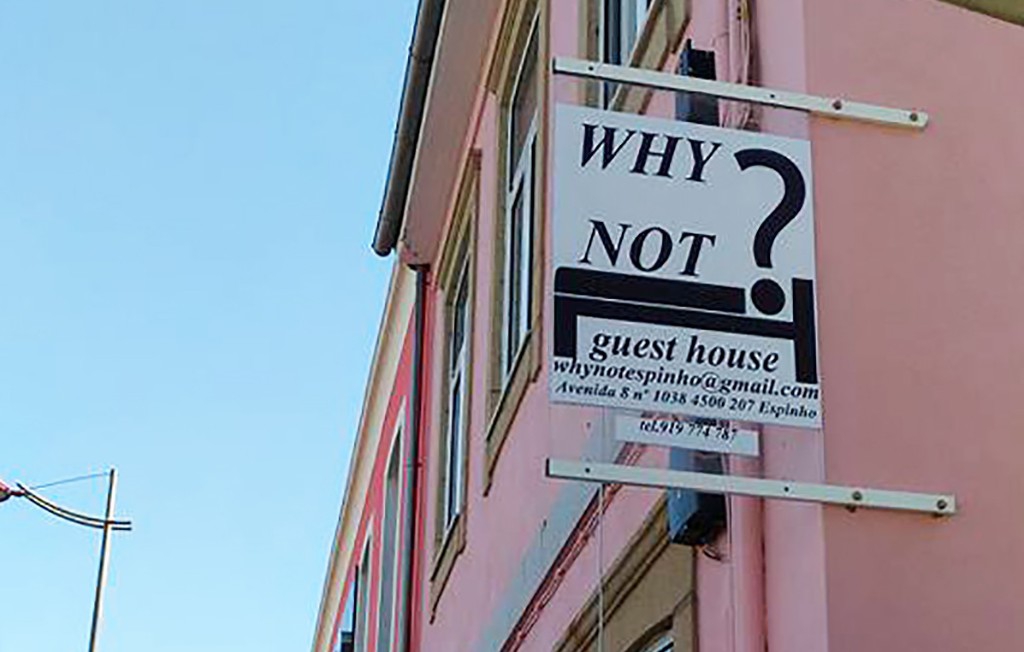 WHY ?
NOT
guest house
whynotespinho@gmail.com
Avenida 8 nº 1038 4500 207 Espinho
tel.919 774 787